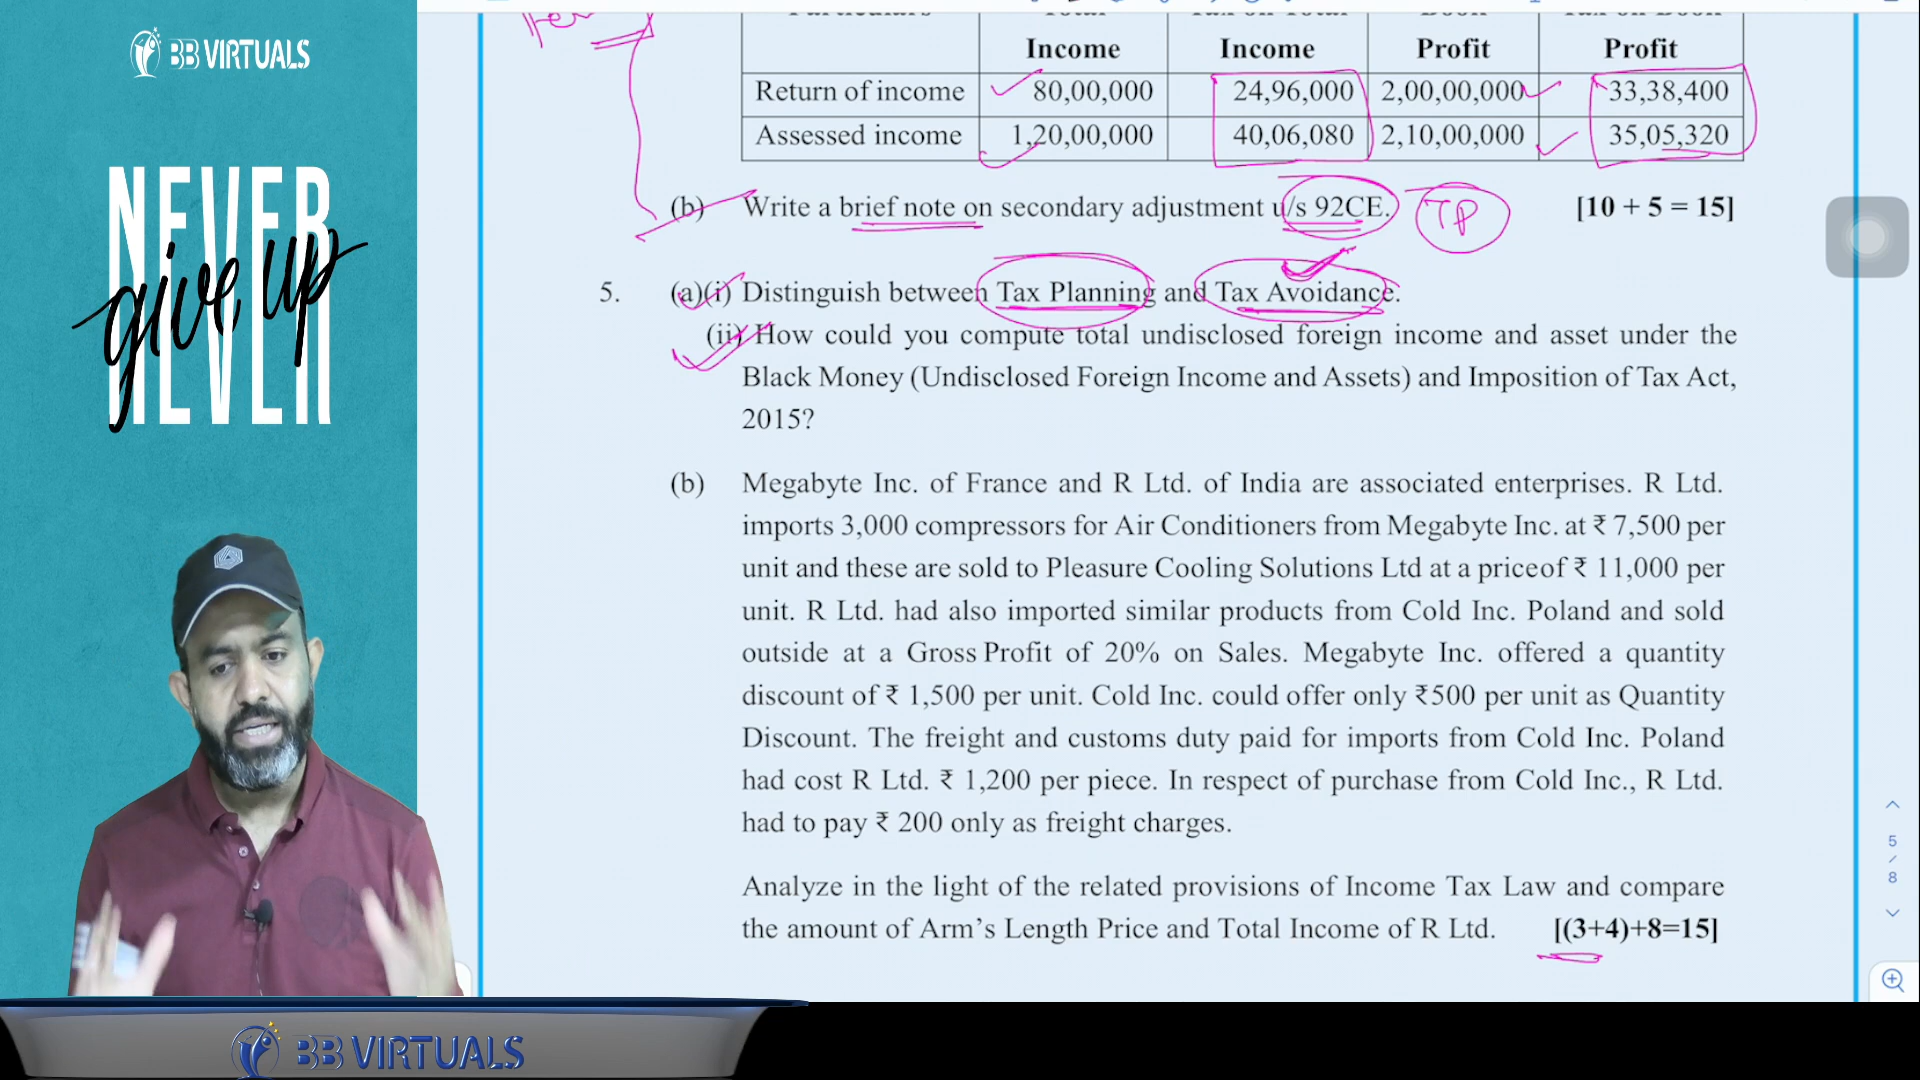 BB VIRTUALS
NEVER
give up
NEVER
Income Income Profit Profit
Return of income 80,00,000 24,96,000 2,00,00,000 33,38,400
Assessed income 1,20,00,000 40,06,080 2,10,00,000 35,05,320
(b) Write a brief note on secondary adjustment u/s 92CE. TP [10 + 5 = 15]
5. (a)(i) Distinguish between Tax Planning and Tax Avoidance.
(ii) How could you compute total undisclosed foreign income and asset under the
Black Money (Undisclosed Foreign Income and Assets) and Imposition of Tax Act,
2015?
(b) Megabyte Inc. of France and R Ltd. of India are associated enterprises. R Ltd.
imports 3,000 compressors for Air Conditioners from Megabyte Inc. at ₹ 7,500 per
unit and these are sold to Pleasure Cooling Solutions Ltd at a priceof ₹ 11,000 per
unit. R Ltd. had also imported similar products from Cold Inc. Poland and sold
outside at a Gross Profit of 20% on Sales. Megabyte Inc. offered a quantity
discount of ₹ 1,500 per unit. Cold Inc. could offer only ₹500 per unit as Quantity
Discount. The freight and customs duty paid for imports from Cold Inc. Poland
had cost R Ltd. ₹ 1,200 per piece. In respect of purchase from Cold Inc., R Ltd.
had to pay ₹ 200 only as freight charges.
Analyze in the light of the related provisions of Income Tax Law and compare
the amount of Arm's Length Price and Total Income of R Ltd. [(3+4)+8=15]
5
/
8
BB VIRTUALS